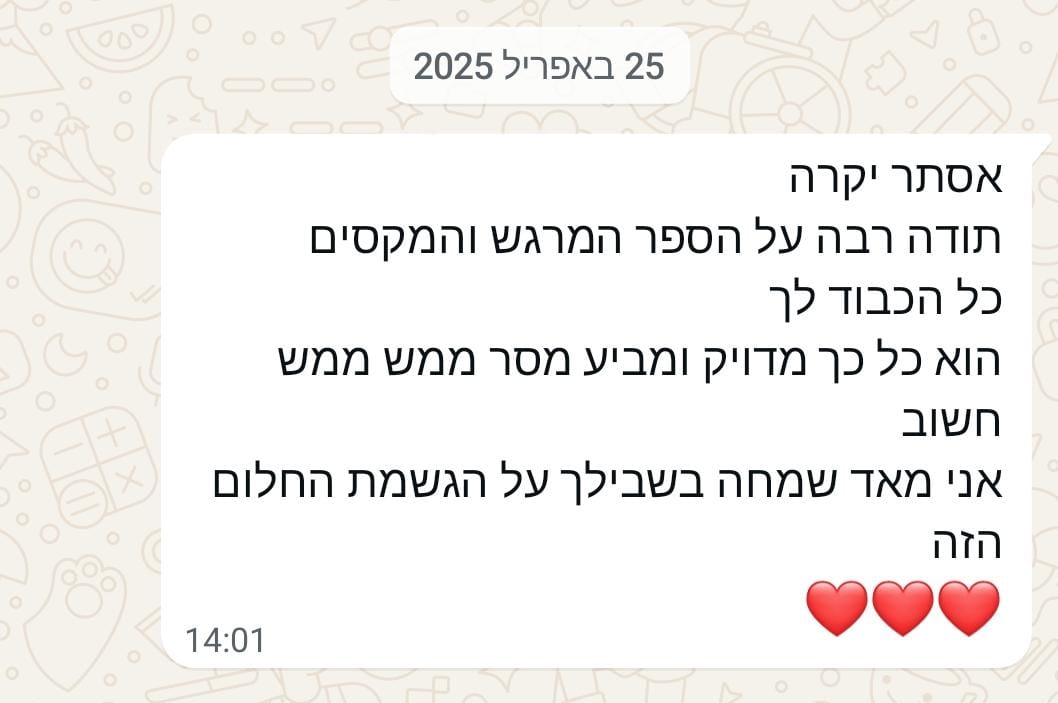 25 באפריל 2025
אסתר יקרה
תודה רבה על הספר המרגש והמקסים
כל הכבוד לך
הוא כל כך מדויק ומביע מסר ממש ממש
חשוב
אני מאד שמחה בשבילך על הגשמת החלום
הזה
❤️❤️❤️
14:01